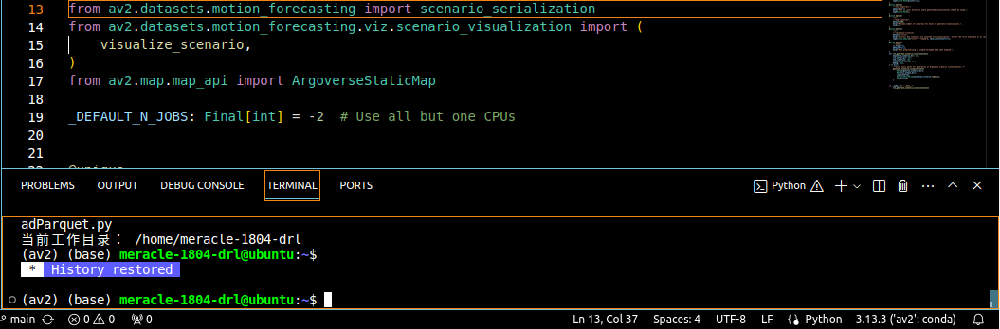 13 from av2.datasets.motion_forecasting import scenario_serialization
14 from av2.datasets.motion_forecasting.viz.scenario_visualization import (
15     visualize_scenario,
16 )
17 from av2.map.map_api import ArgoverseStaticMap
18
19 _DEFAULT_N_JOBS: Final[int] = -2  # Use all but one CPUs
20
21
22 @unique
PROBLEMS OUTPUT DEBUG CONSOLE TERMINAL PORTS Python
adParquet.py
当前工作目录： /home/meracle-1804-drl
(av2) (base) meracle-1804-drl@ubuntu:~$
* History restored
(av2) (base) meracle-1804-drl@ubuntu:~$
main 0 0 0 Ln 13, Col 37 Spaces: 4 UTF-8 LF Python 3.13.3 ('av2': conda)